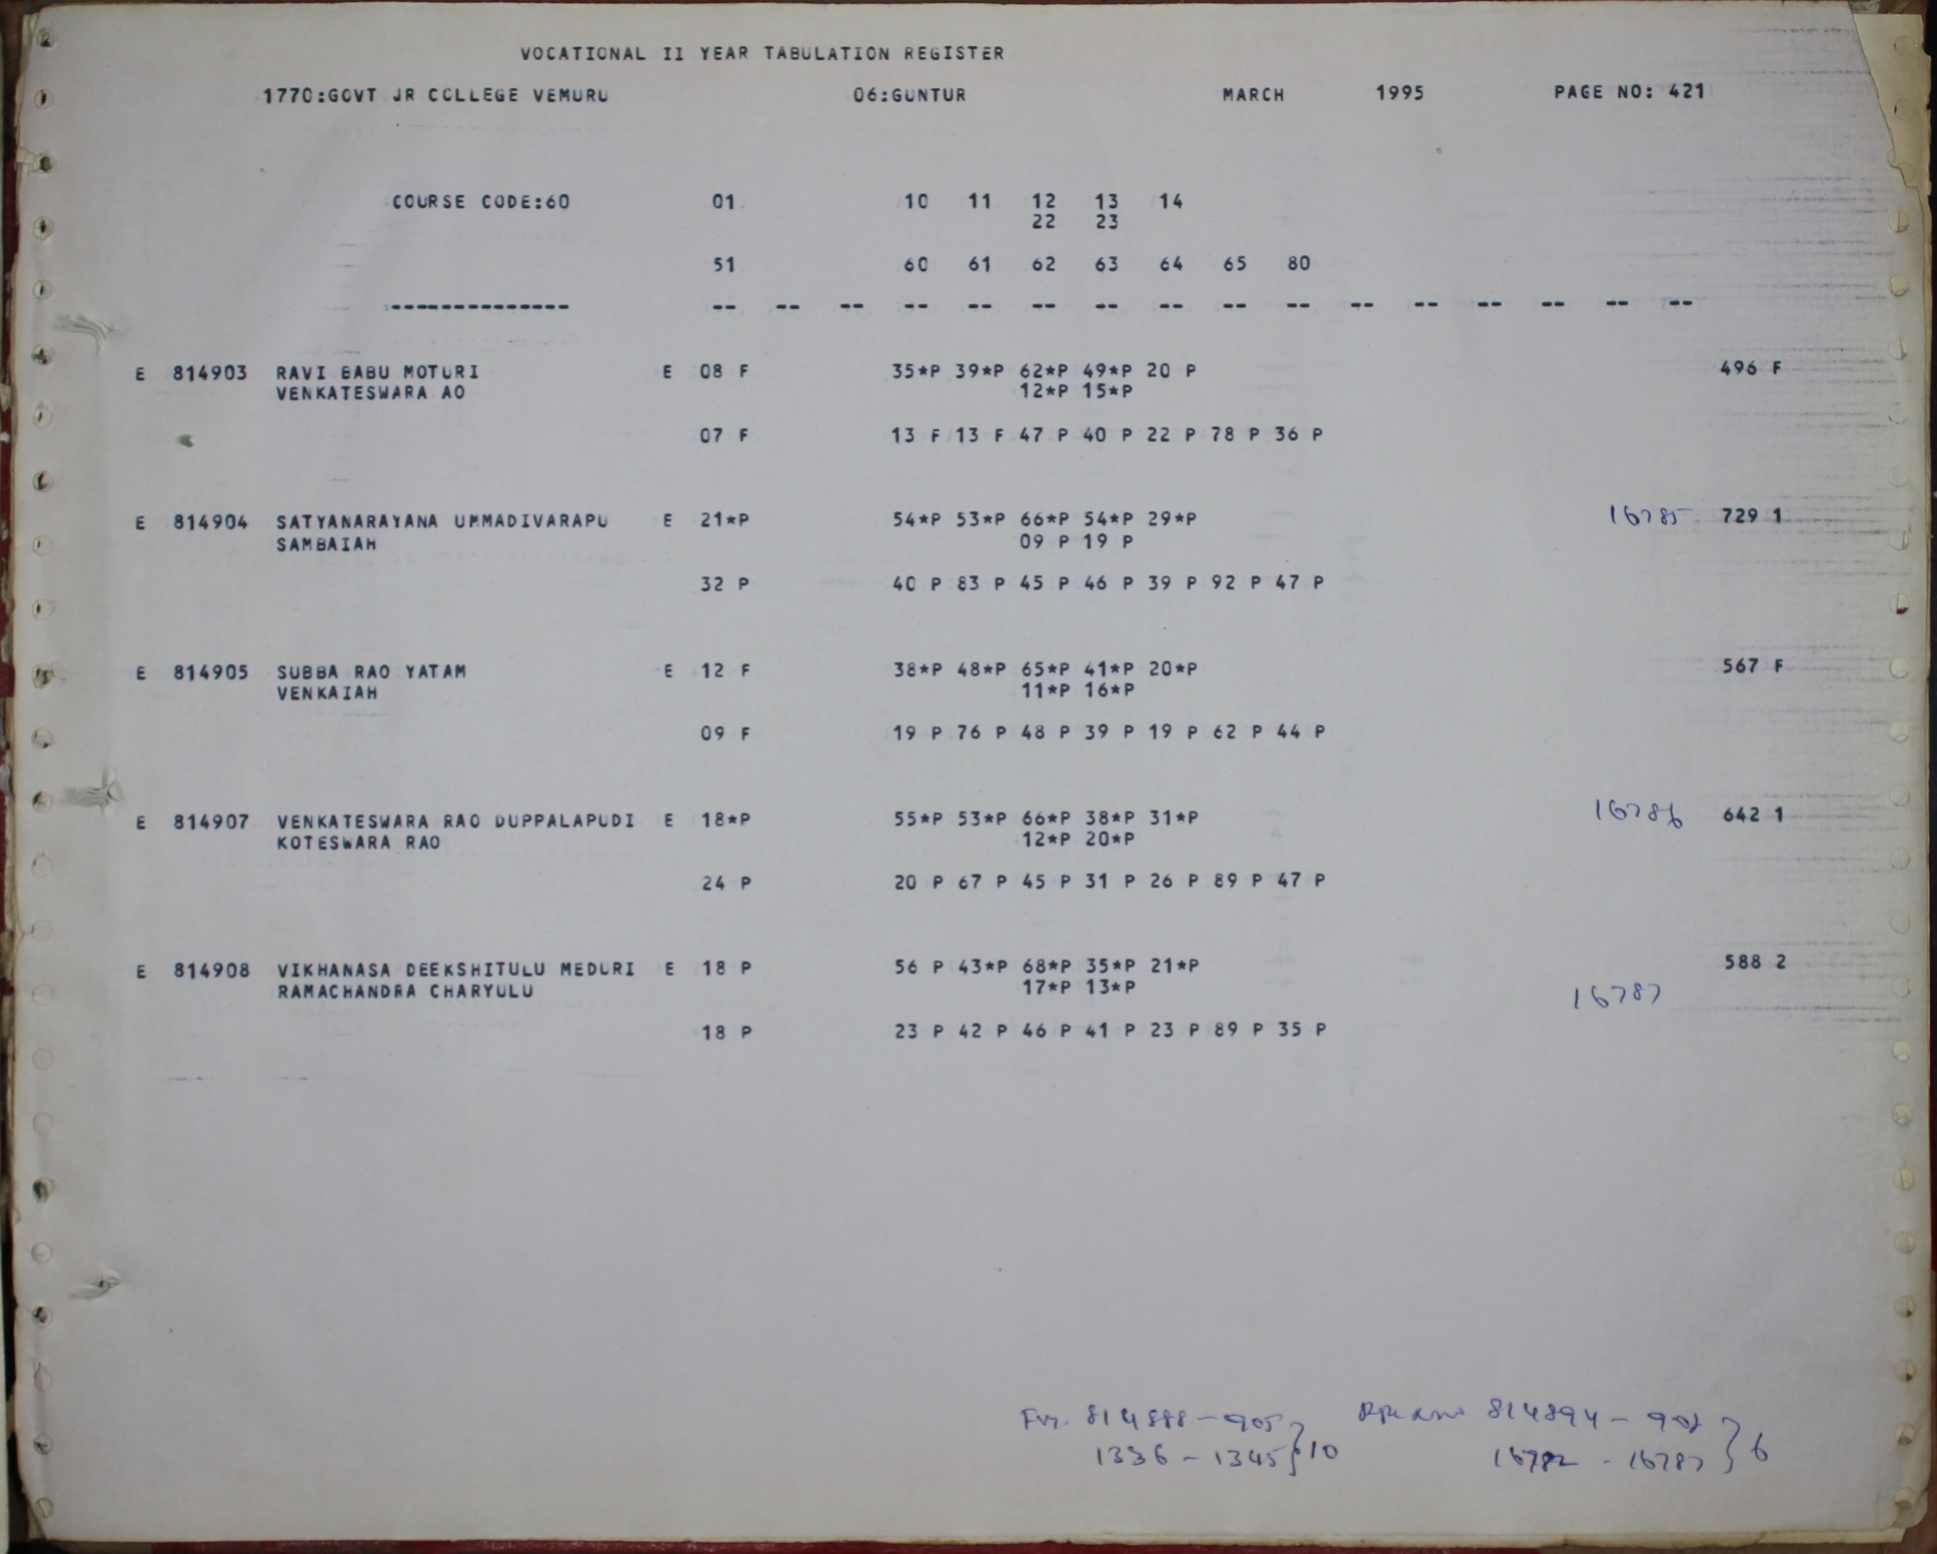 VOCATIONAL II YEAR TABULATION REGISTER
1770:GOVT JR COLLEGE VEMURU 06:GUNTUR MARCH 1995 PAGE NO: 421
COURSE CODE:60 01 10 11 12 13 14
22 23
51 60 61 62 63 64 65 80
-------------- -- -- -- -- -- -- -- -- -- -- -- -- -- -- -- --
E 814903 RAVI BABU MOTURI E 08 F 35*P 39*P 62*P 49*P 20 P 496 F
VENKATESWARA AO 12*P 15*P
07 F 13 F 13 F 47 P 40 P 22 P 78 P 36 P
E 814904 SATYANARAYANA UMMADIVARAPU E 21*P 54*P 53*P 66*P 54*P 29*P 16785 729 1
SAMBAIAH 09 P 19 P
32 P 40 P 83 P 45 P 46 P 39 P 92 P 47 P
E 814905 SUBBA RAO YATAM E 12 F 38*P 48*P 65*P 41*P 20*P 567 F
VENKAIAH 11*P 16*P
09 F 19 P 76 P 48 P 39 P 19 P 62 P 44 P
E 814907 VENKATESWARA RAO DUPPALAPUDI E 18*P 55*P 53*P 66*P 38*P 31*P 16786 642 1
KOTESWARA RAO 12*P 20*P
24 P 20 P 67 P 45 P 31 P 26 P 89 P 47 P
E 814908 VIKHANASA DEEKSHITULU MEDURI E 18 P 56 P 43*P 68*P 35*P 21*P 588 2
RAMACHANDRA CHARYULU 17*P 13*P 16787
18 P 23 P 42 P 46 P 41 P 23 P 89 P 35 P
814888 - 905 814894 - 908
1336 - 1345 } 10 16782 - 16787 } 6